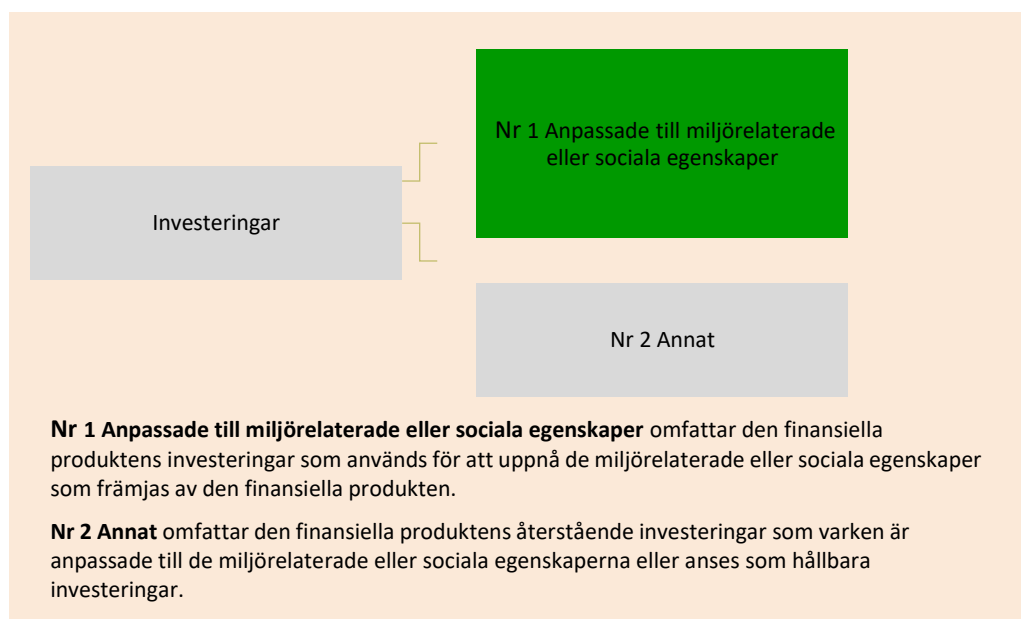 Nr 1 Anpassade till miljörelaterade
eller sociala egenskaper
Investeringar
Nr 2 Annat
Nr 1 Anpassade till miljörelaterade eller sociala egenskaper omfattar den finansiella
produktens investeringar som används för att uppnå de miljörelaterade eller sociala egenskaper
som främjas av den finansiella produkten.
Nr 2 Annat omfattar den finansiella produktens återstående investeringar som varken är
anpassade till de miljörelaterade eller sociala egenskaperna eller anses som hållbara
investeringar.